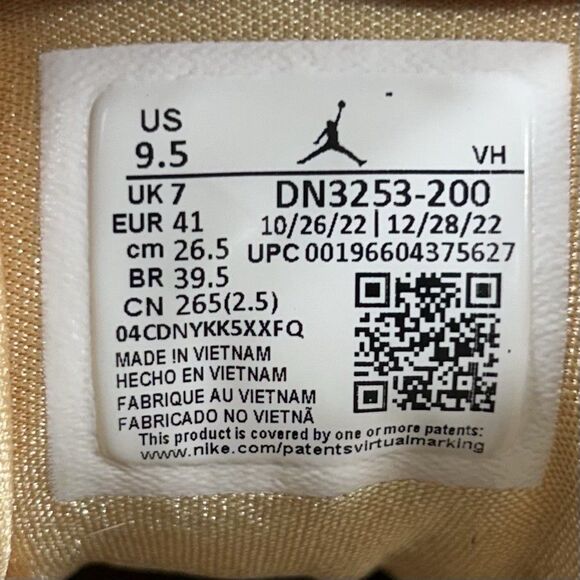 US
9.5
VH
UK 7
DN3253-200
EUR 41
10/26/22 | 12/28/22
cm 26.5
UPC 00196604375627
BR 39.5
CN 265(2.5)
04CDNYKK5XXFQ
MADE IN VIETNAM
HECHO EN VIETNAM
FABRIQUE AU VIETNAM
FABRICADO NO VIETNÃ
This product is covered by one or more patents:
www.nike.com/patentsvirtualmarking